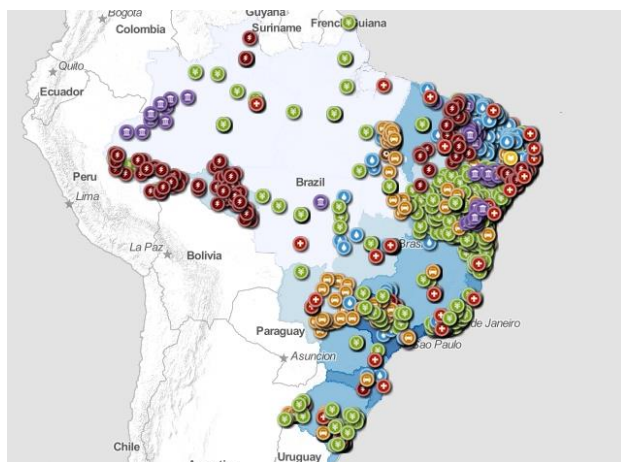 Bogota
Guyana
Colombia
Suriname
French Guiana
Quito
Ecuador
Peru
Lima
Brazil
La Paz
Bolivia
Bras
Paraguay
de Janeiro
Sao Paulo
Asuncion
Chile
Uruguay